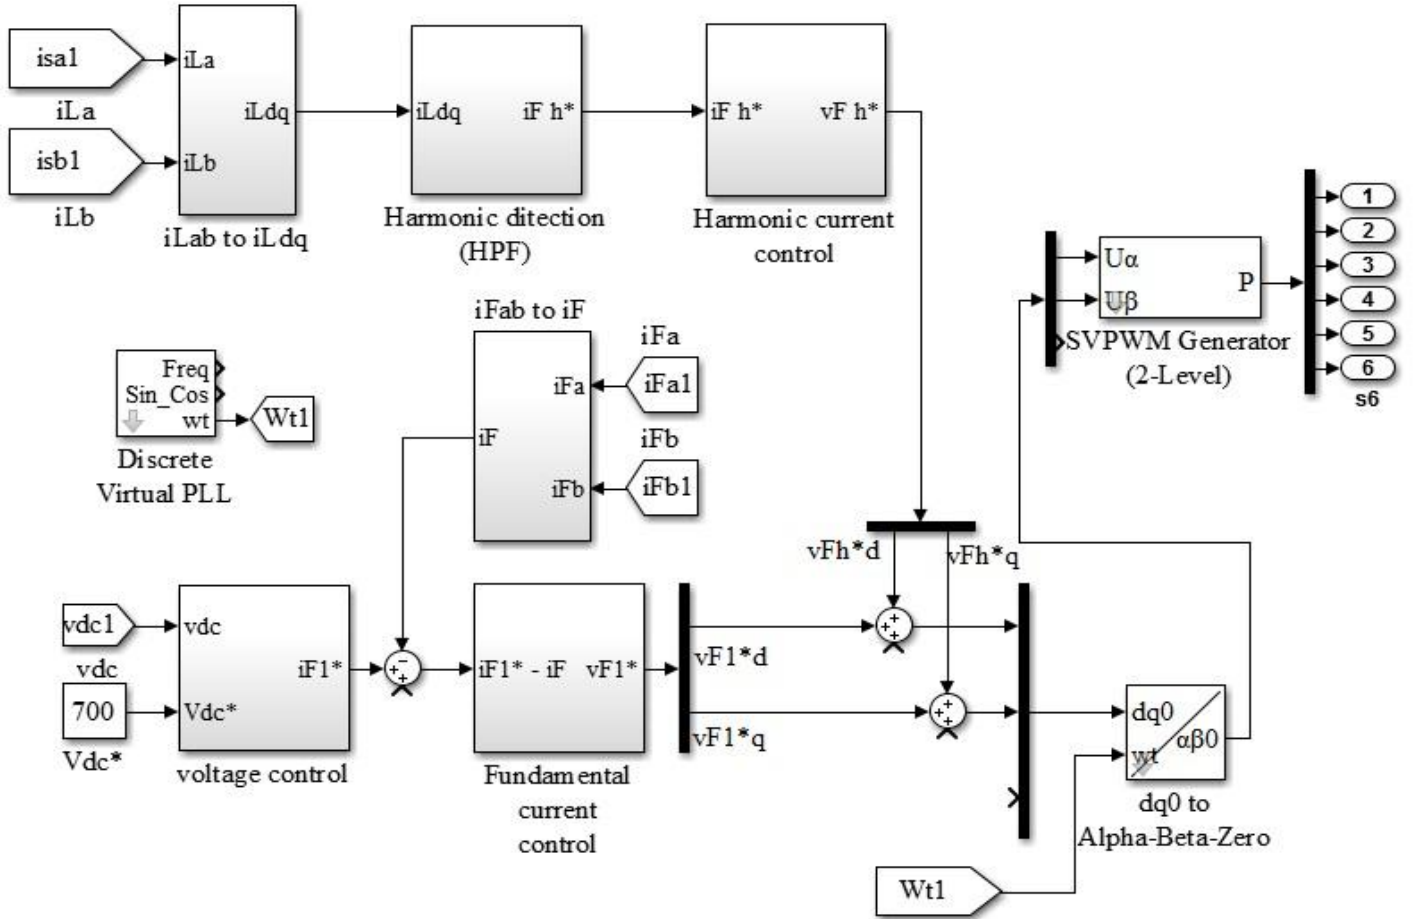 isa1
iLa
isb1
iLb
iLa
iLb
iLdq
iLab to iLdq
iLdq
iF h*
Harmonic ditection
(HPF)
iF h*
vF h*
Harmonic current
control
Uα
Uβ
P
SVPWM Generator
(2-Level)
1
2
3
4
5
6
s6
iFab to iF
iFa
iF
iFb
iFa
iFa1
iFb
iFb1
Freq
Sin_Cos
wt
Discrete
Virtual PLL
Wt1
vFh*d
vFh*q
vdc1
vdc
700
Vdc*
vdc
Vdc*
iF1*
voltage control
iF1* - iF
vF1*
Fundamental
current
control
vF1*d
vF1*q
dq0
wt
αβ0
dq0 to
Alpha-Beta-Zero
Wt1